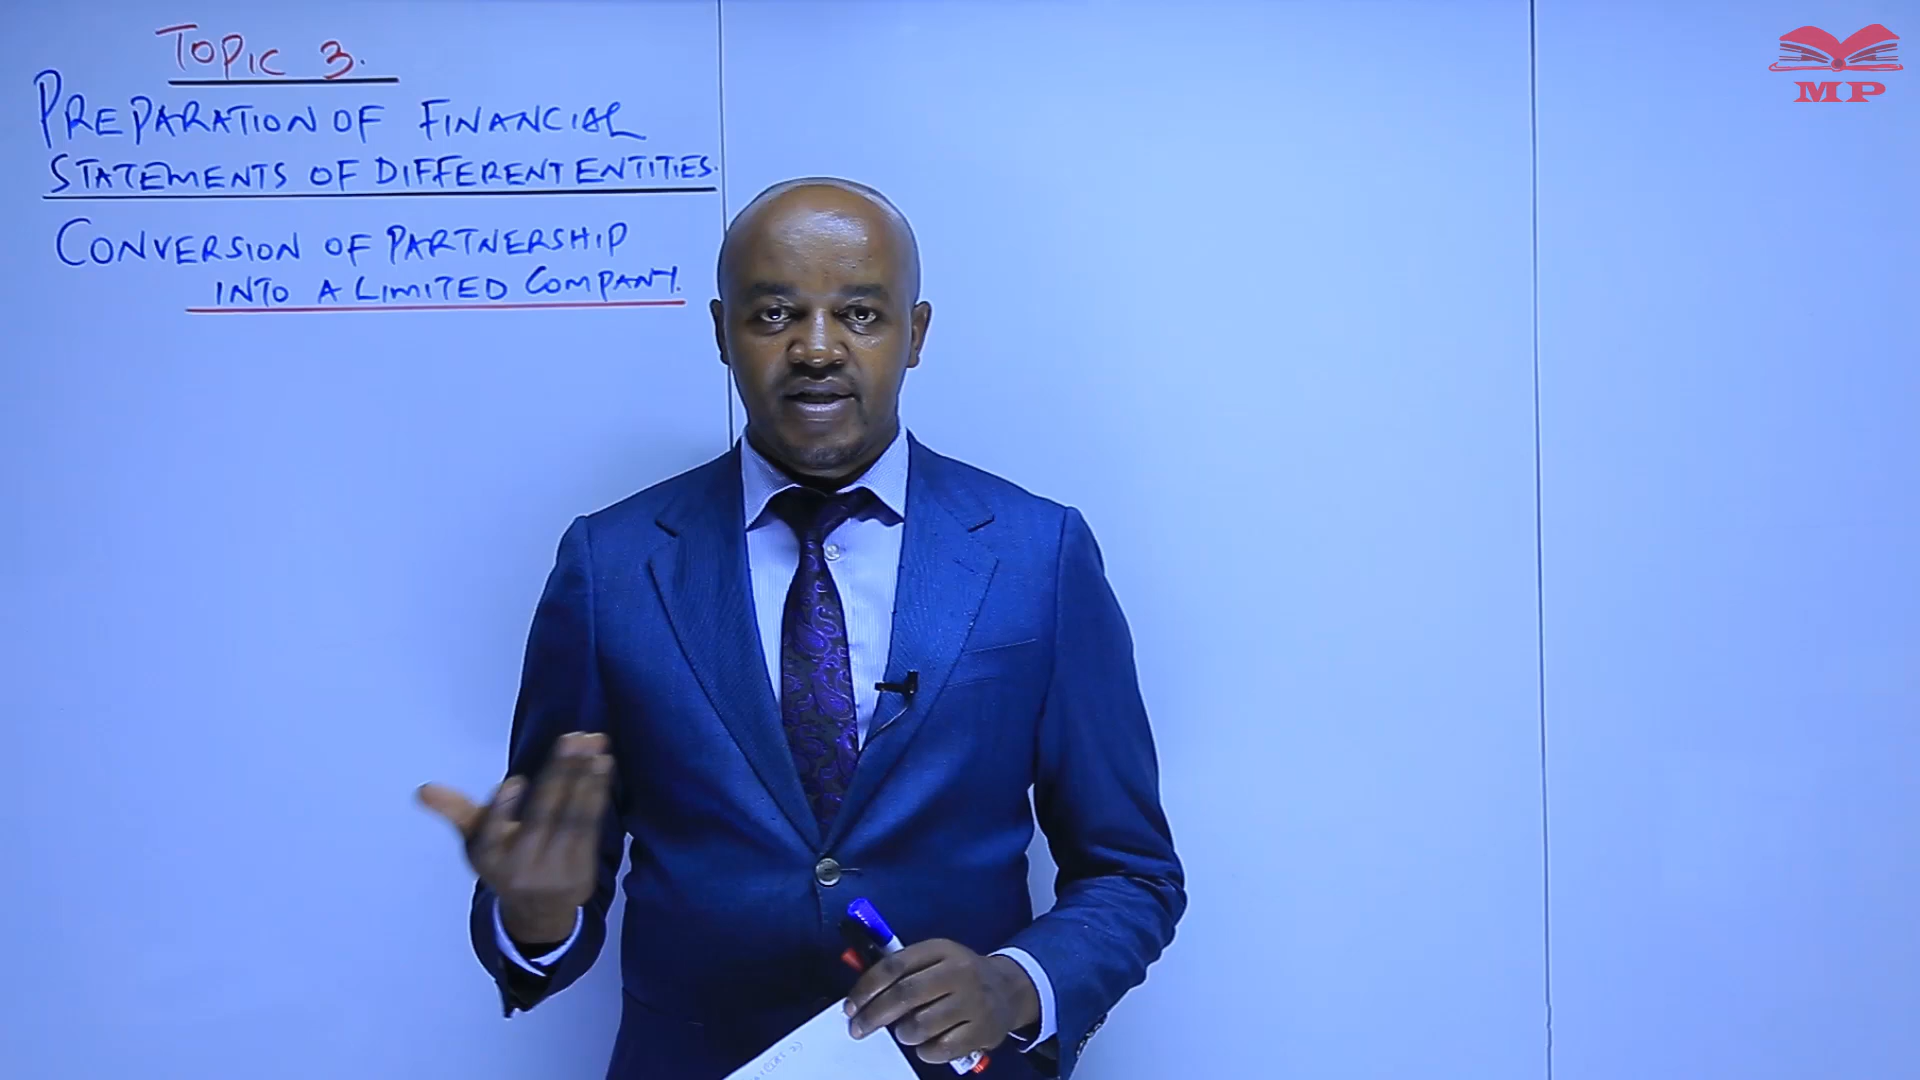 TOPIC 3.
PREPARATION OF FINANCIAL
STATEMENTS OF DIFFERENT ENTITIES.
CONVERSION OF PARTNERSHIP
INTO A LIMITED COMPANY.
MP